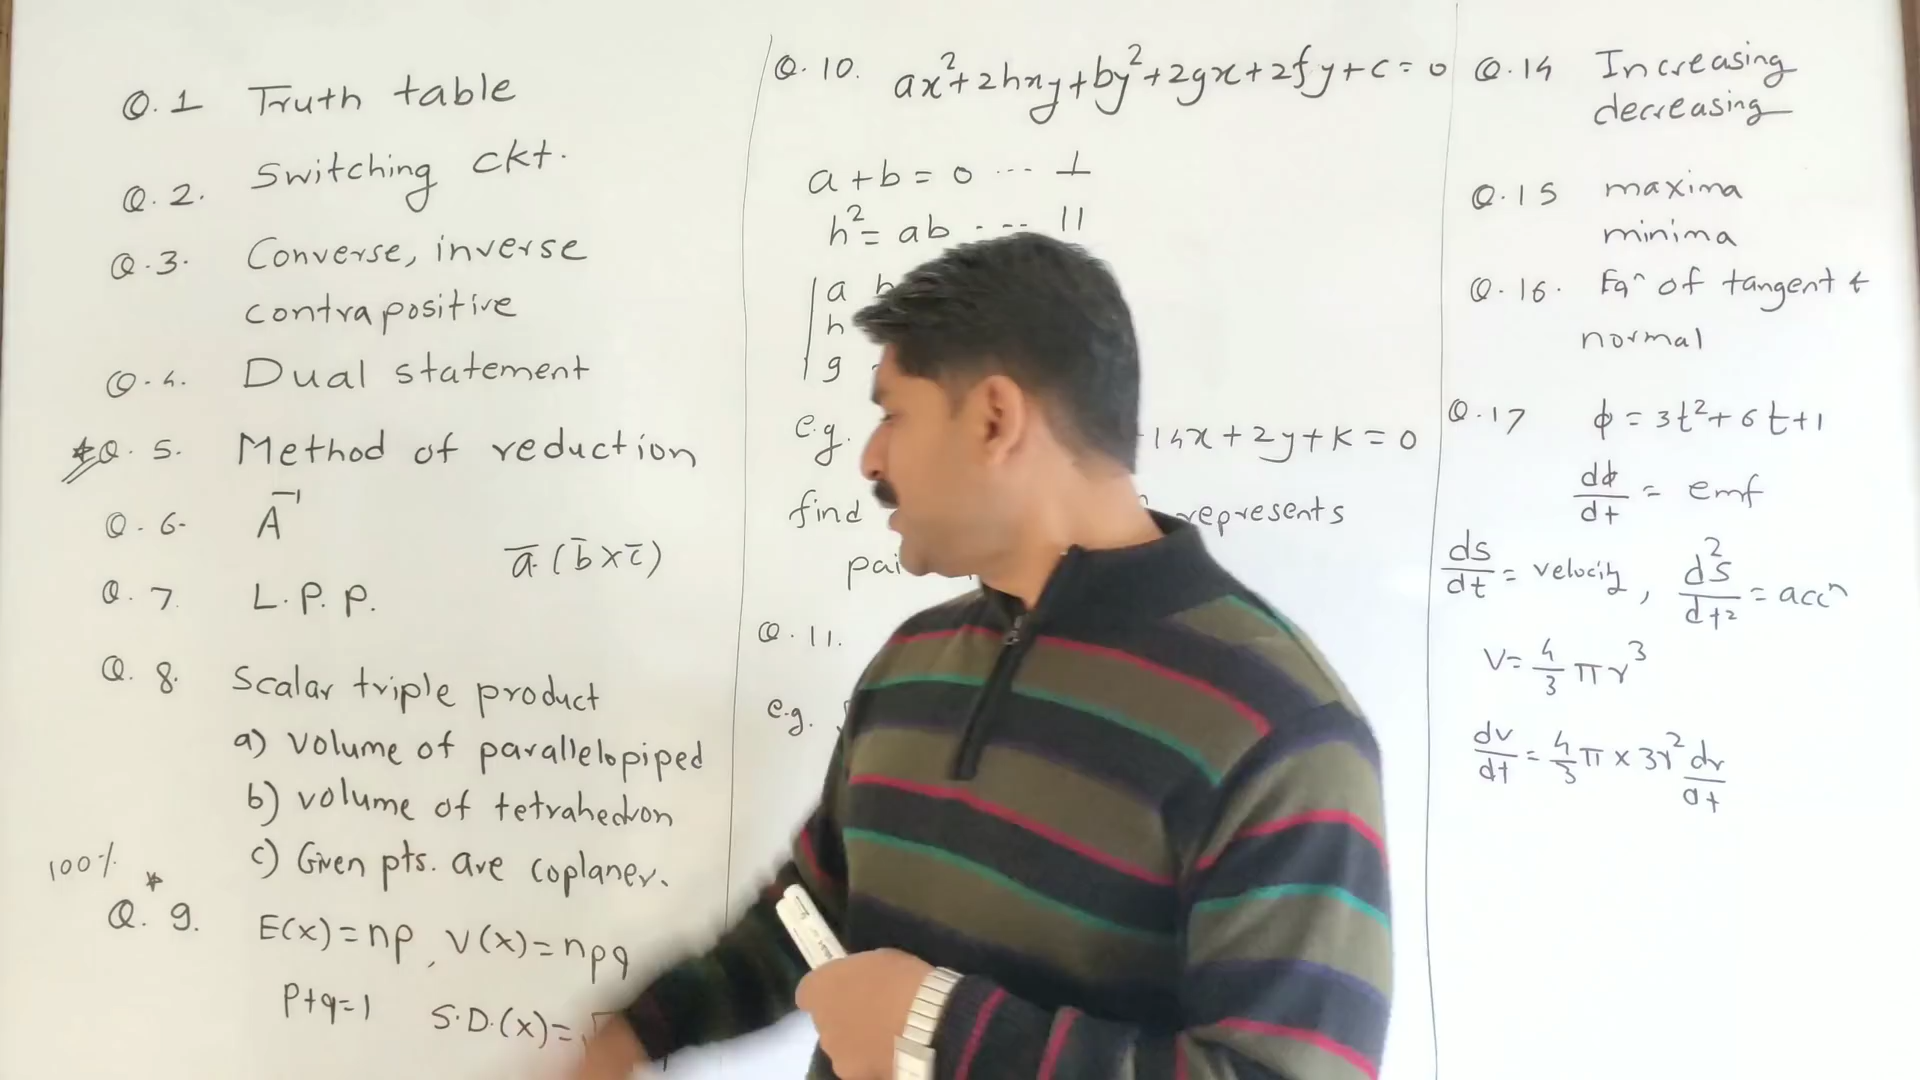 Q.1 Truth table
Q.2. Switching ckt.
Q.3. Converse, inverse
contrapositive
Q.4. Dual statement
*Q.5. Method of reduction
Q.6- A⁻¹
a̅.(b̅×c̅)
Q.7 L.P.P.
Q.8. Scalar triple product
a) volume of parallelopiped
b) volume of tetrahedron
c) Given pts. are coplaner.
100%
*
Q.9. E(x)=np, V(x)=npq
P+q=1 S.D.(x)=√
Q.10. ax²+2hxy+by²+2gx+2fy+c=0
a+b=0 --- ⊥
h²=ab --- ||
a h
h
g
e.g. 14x+2y+K=0
find represents
Q.11.
e.g.
Q.14 Increasing
decreasing
Q.15 maxima
minima
Q.16. Eqⁿ of tangent &
normal
Q.17 ϕ=3t²+6t+1
dϕ/dt = emf
ds/dt = velocity, d²s/dt² = accⁿ
V=4/3 πr³
dv/dt=4/3 π×3r² dr/dt